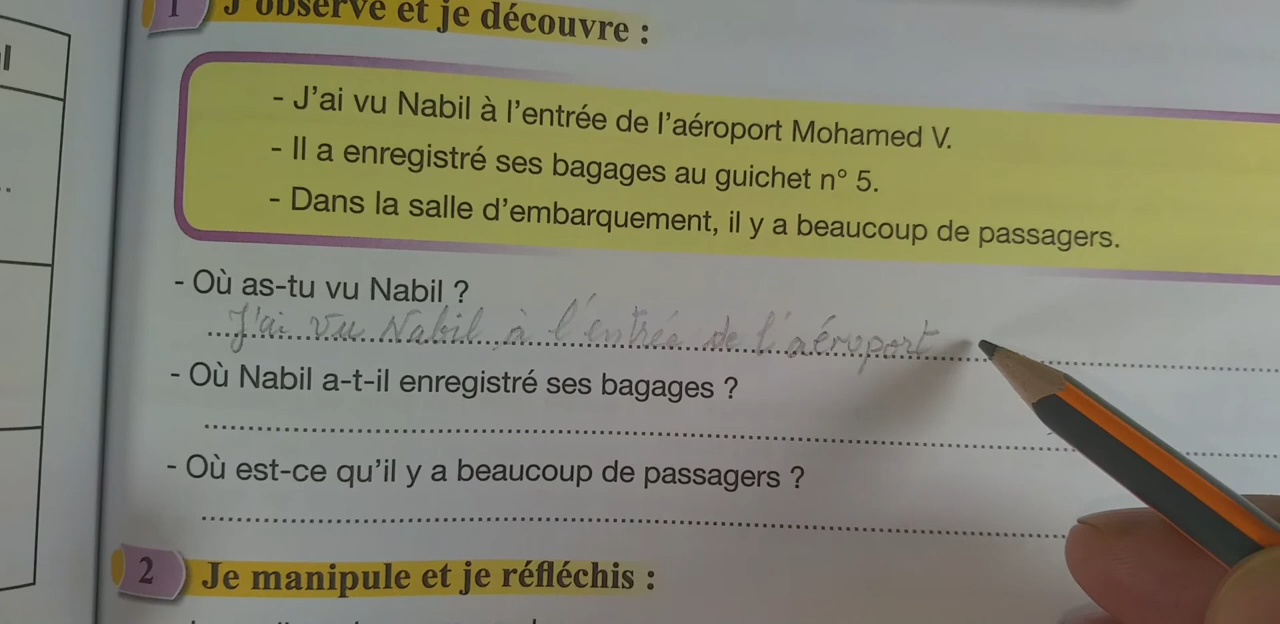 1 J'observe et je découvre :
- J'ai vu Nabil à l'entrée de l'aéroport Mohamed V.
- Il a enregistré ses bagages au guichet n° 5.
- Dans la salle d'embarquement, il y a beaucoup de passagers.
- Où as-tu vu Nabil ?
J'ai vu Nabil à l'entrée de l'aéroport
- Où Nabil a-t-il enregistré ses bagages ?
- Où est-ce qu'il y a beaucoup de passagers ?
2 Je manipule et je réfléchis :